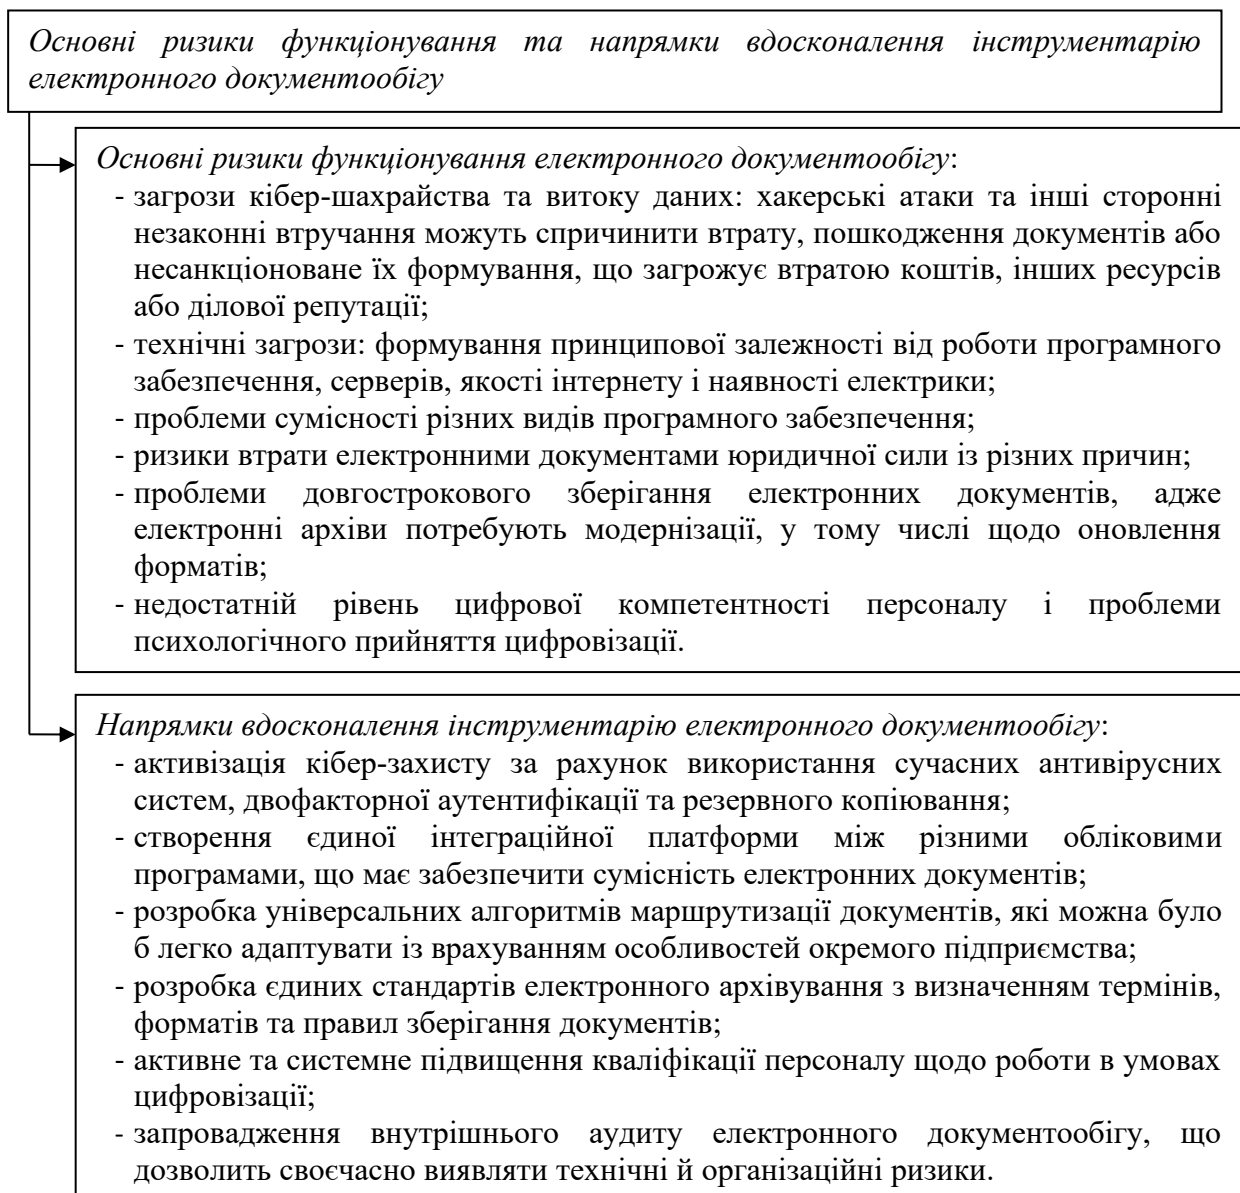 Основні ризики функціонування та напрямки вдосконалення інструментарію
електронного документообігу
Основні ризики функціонування електронного документообігу:
- загрози кібер-шахрайства та витоку даних: хакерські атаки та інші сторонні
незаконні втручання можуть спричинити втрату, пошкодження документів або
несанкціоноване їх формування, що загрожує втратою коштів, інших ресурсів
або ділової репутації;
- технічні загрози: формування принципової залежності від роботи програмного
забезпечення, серверів, якості інтернету і наявності електрики;
- проблеми сумісності різних видів програмного забезпечення;
- ризики втрати електронними документами юридичної сили із різних причин;
- проблеми довгострокового зберігання електронних документів, адже
електронні архіви потребують модернізації, у тому числі щодо оновлення
форматів;
- недостатній рівень цифрової компетентності персоналу і проблеми
психологічного прийняття цифровізації.
Напрямки вдосконалення інструментарію електронного документообігу:
- активізація кібер-захисту за рахунок використання сучасних антивірусних
систем, двофакторної аутентифікації та резервного копіювання;
- створення єдиної інтеграційної платформи між різними обліковими
програмами, що має забезпечити сумісність електронних документів;
- розробка універсальних алгоритмів маршрутизації документів, які можна було
б легко адаптувати із врахуванням особливостей окремого підприємства;
- розробка єдиних стандартів електронного архівування з визначенням термінів,
форматів та правил зберігання документів;
- активне та системне підвищення кваліфікації персоналу щодо роботи в умовах
цифровізації;
- запровадження внутрішнього аудиту електронного документообігу, що
дозволить своєчасно виявляти технічні й організаційні ризики.